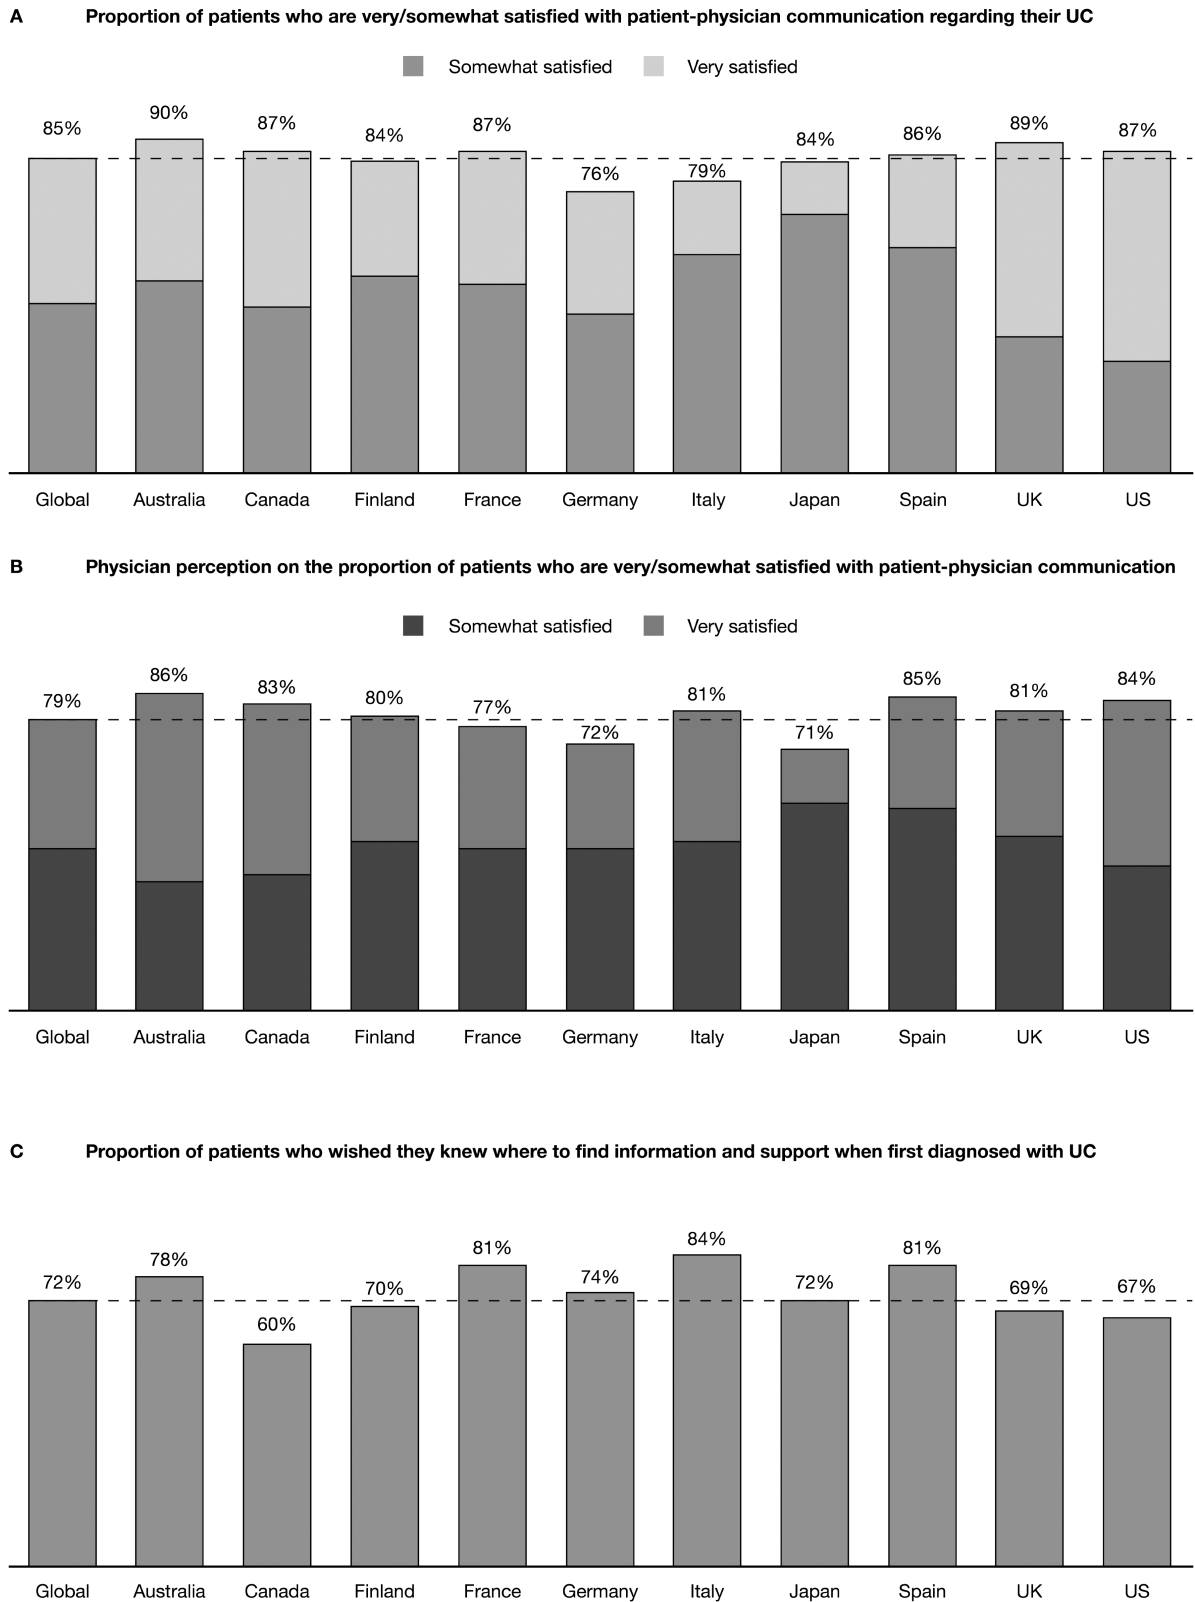 A Proportion of patients who are very/somewhat satisfied with patient-physician communication regarding their UC
Somewhat satisfied Very satisfied
85% 90% 87% 84% 87% 76% 79% 84% 86% 89% 87%
Global Australia Canada Finland France Germany Italy Japan Spain UK US
B Physician perception on the proportion of patients who are very/somewhat satisfied with patient-physician communication
Somewhat satisfied Very satisfied
79% 86% 83% 80% 77% 72% 81% 71% 85% 81% 84%
Global Australia Canada Finland France Germany Italy Japan Spain UK US
C Proportion of patients who wished they knew where to find information and support when first diagnosed with UC
72% 78% 60% 70% 81% 74% 84% 72% 81% 69% 67%
Global Australia Canada Finland France Germany Italy Japan Spain UK US